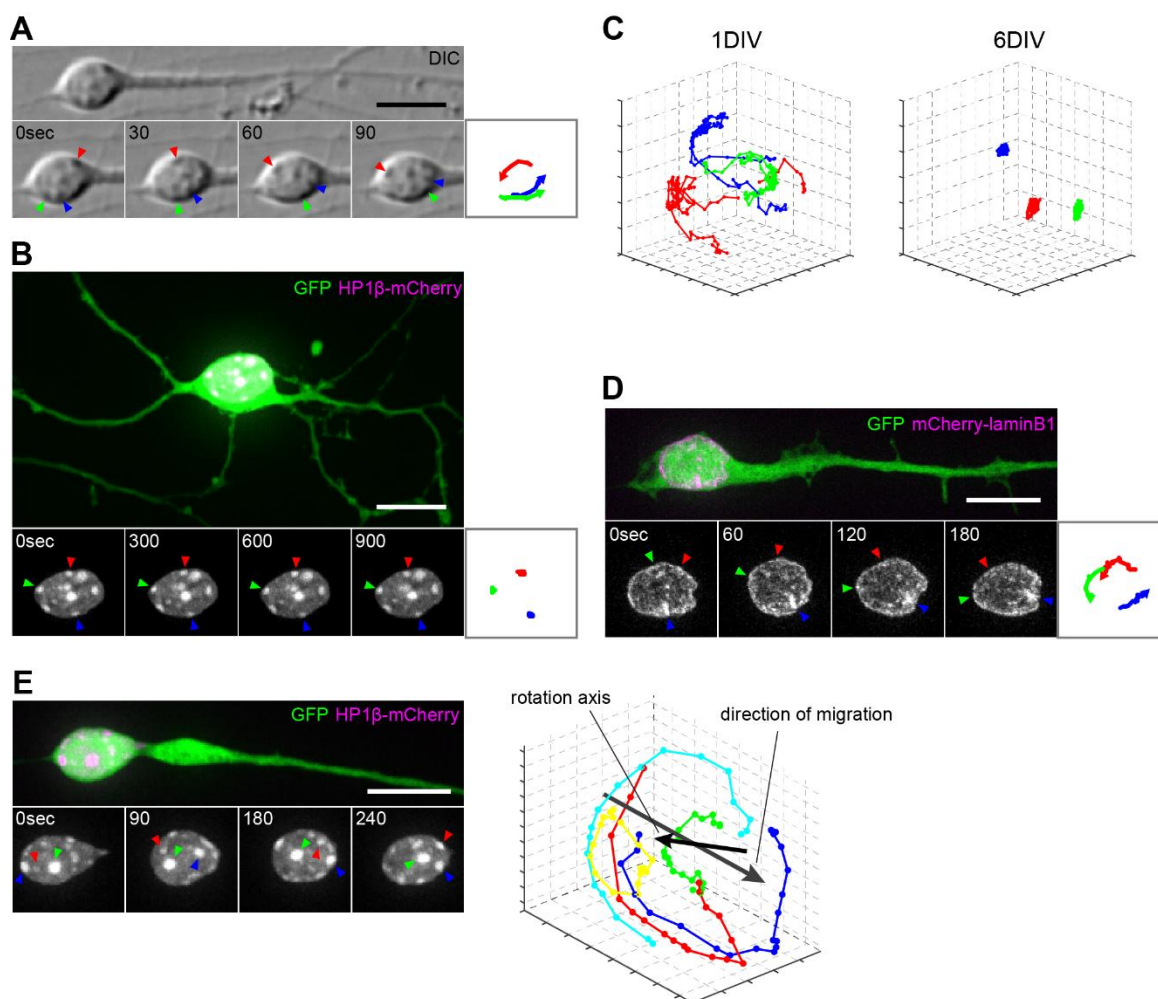 A
DIC
0sec
30
60
90
B
GFP HP1β-mCherry
0sec
300
600
900
C
1DIV
6DIV
D
GFP mCherry-laminB1
0sec
60
120
180
E
GFP HP1β-mCherry
0sec
90
180
240
rotation axis
direction of migration